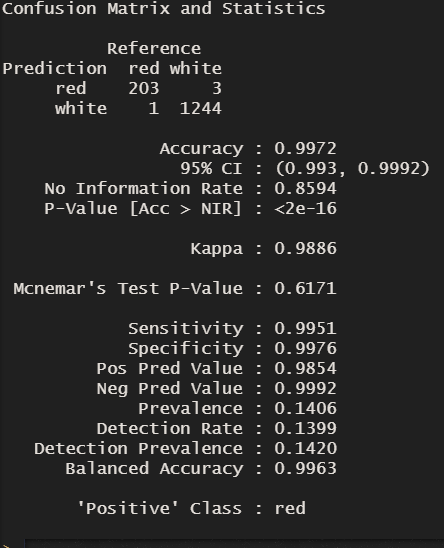 Confusion Matrix and Statistics
Reference
Prediction red white
red 203 3
white 1 1244
Accuracy : 0.9972
95% CI : (0.993, 0.9992)
No Information Rate : 0.8594
P-Value [Acc > NIR] : <2e-16
Kappa : 0.9886
Mcnemar's Test P-Value : 0.6171
Sensitivity : 0.9951
Specificity : 0.9976
Pos Pred Value : 0.9854
Neg Pred Value : 0.9992
Prevalence : 0.1406
Detection Rate : 0.1399
Detection Prevalence : 0.1420
Balanced Accuracy : 0.9963
'Positive' Class : red
>